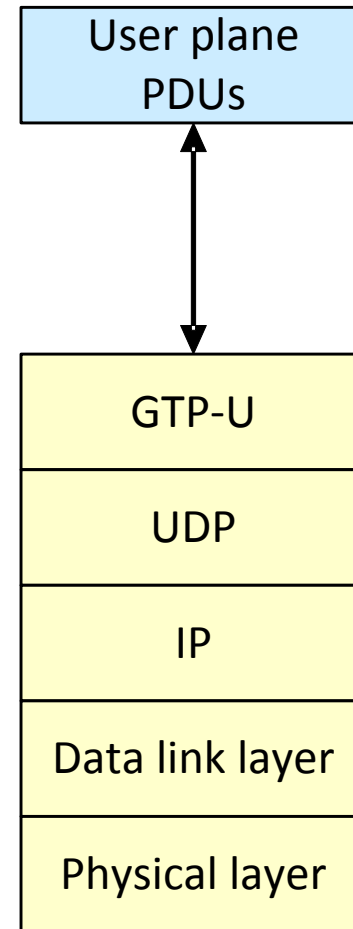 User plane
PDUs
GTP-U
UDP
IP
Data link layer
Physical layer